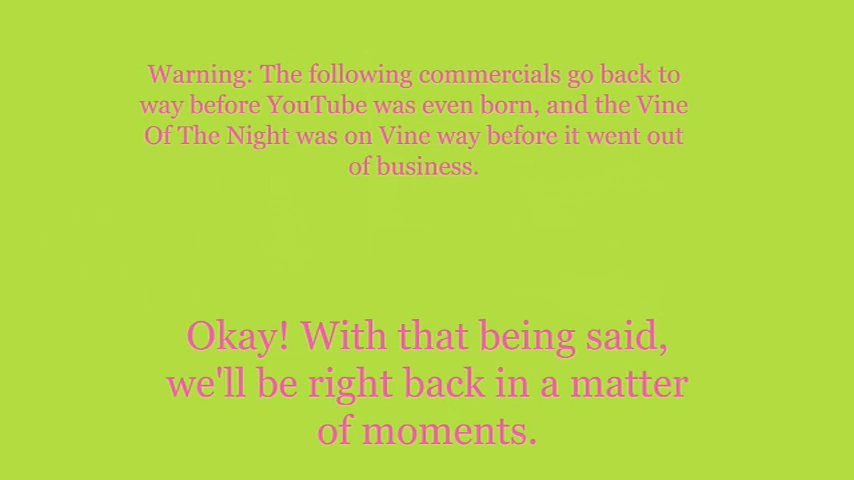 Warning: The following commercials go back to
way before YouTube was even born, and the Vine
Of The Night was on Vine way before it went out
of business.
Okay! With that being said,
we'll be right back in a matter
of moments.